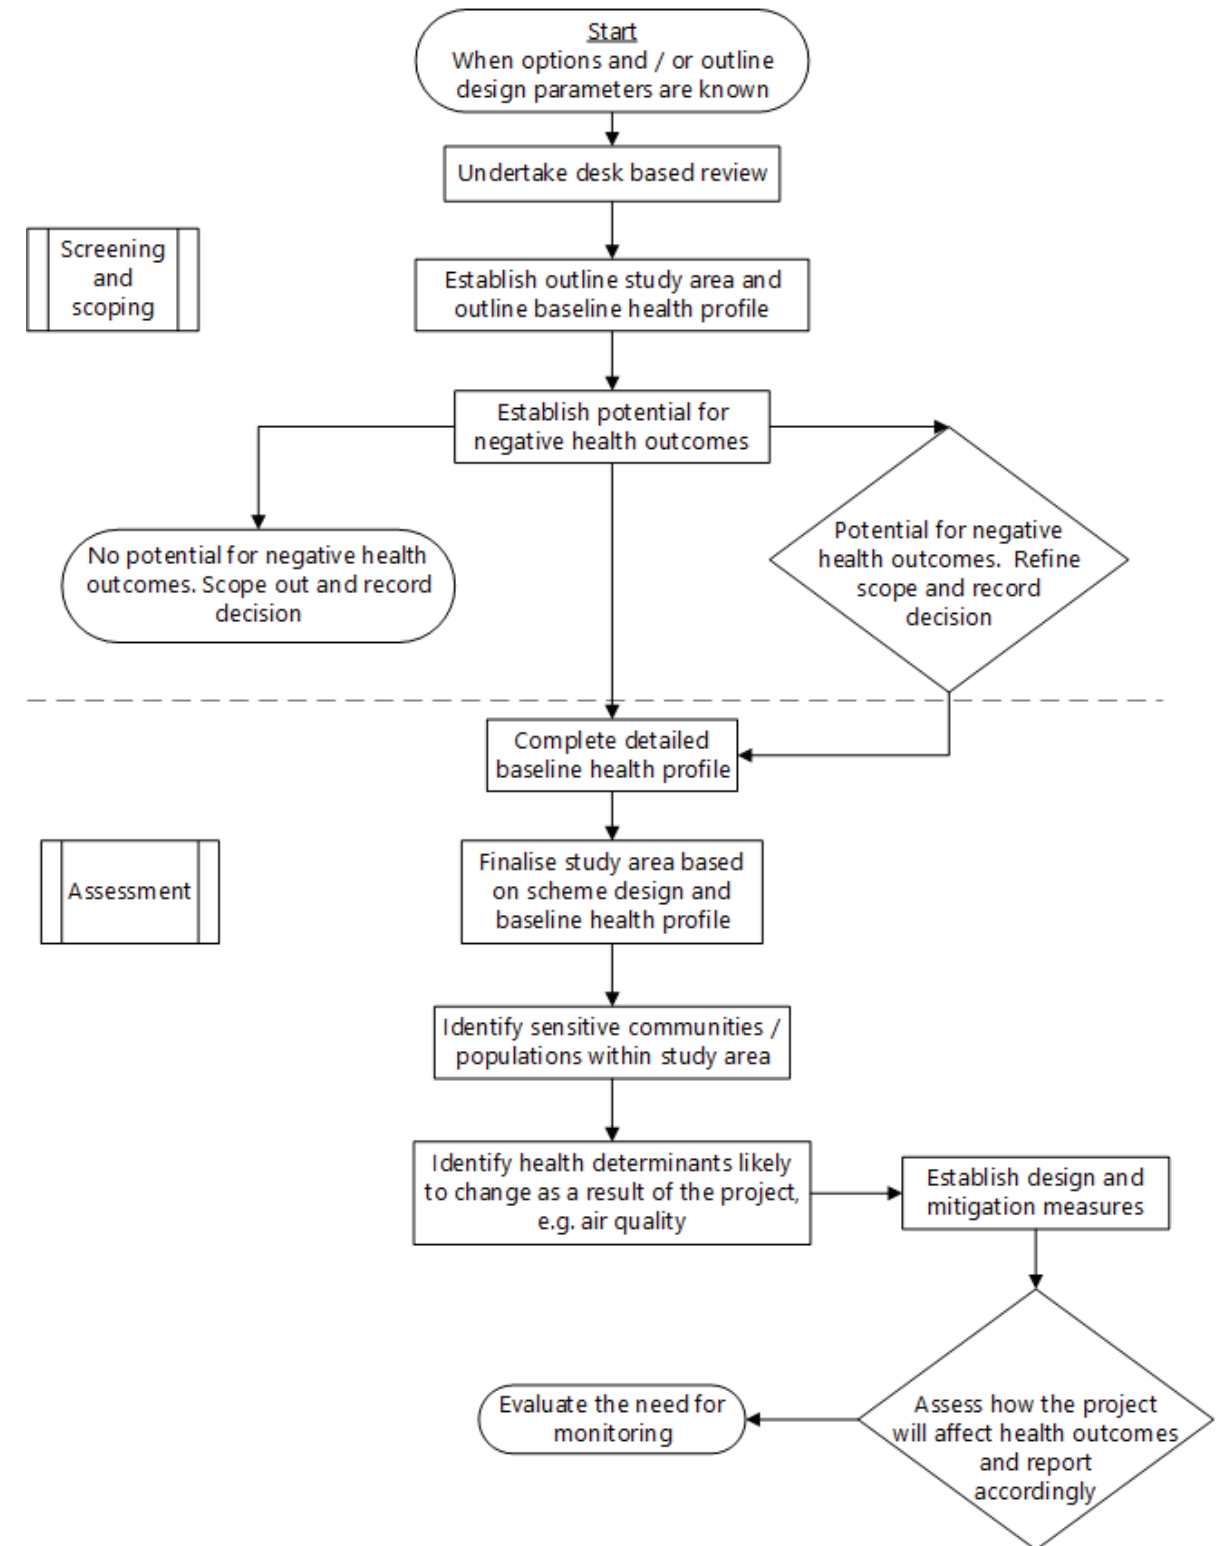 Start
When options and / or outline
design parameters are known
Undertake desk based review
Screening
and
scoping
Establish outline study area and
outline baseline health profile
Establish potential for
negative health outcomes
No potential for negative health
outcomes. Scope out and record
decision
Potential for negative
health outcomes.  Refine
scope and record
decision
Complete detailed
baseline health profile
Assessment
Finalise study area based
on scheme design and
baseline health profile
Identify sensitive communities /
populations within study area
Identify health determinants likely
to change as a result of the project,
e.g. air quality
Establish design and
mitigation measures
Assess how the project
will affect health outcomes
and report
accordingly
Evaluate the need for
monitoring